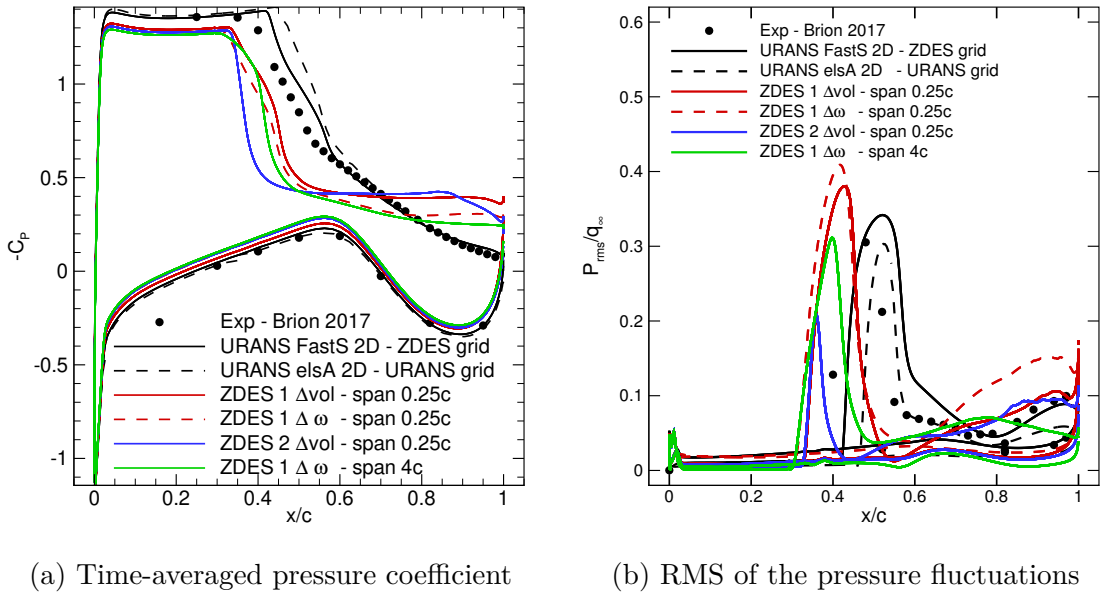 -C_P
1
0.5
0
-0.5
-1
0
0.2
0.4
0.6
0.8
1
x/c
Exp - Brion 2017
URANS FastS 2D - ZDES grid
URANS elsA 2D - URANS grid
ZDES 1 Δvol - span 0.25c
ZDES 1 Δω - span 0.25c
ZDES 2 Δvol - span 0.25c
ZDES 1 Δ ω - span 4c
(a) Time-averaged pressure coefficient
P_rms/q_∞
0.6
0.5
0.4
0.3
0.2
0.1
0
0
0.2
0.4
0.6
0.8
1
x/c
Exp - Brion 2017
URANS FastS 2D - ZDES grid
URANS elsA 2D - URANS grid
ZDES 1 Δvol - span 0.25c
ZDES 1 Δω - span 0.25c
ZDES 2 Δvol - span 0.25c
ZDES 1 Δω - span 4c
(b) RMS of the pressure fluctuations